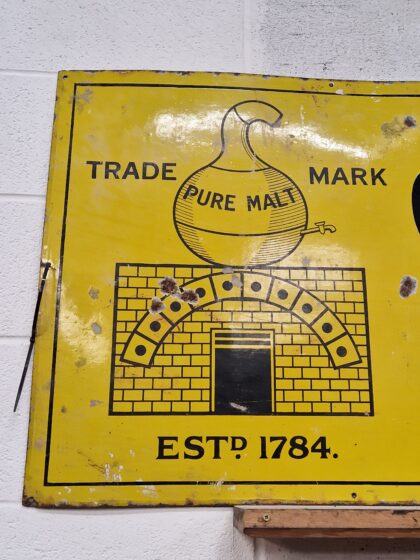 TRADE MARK
PURE MALT
ESTD 1784.